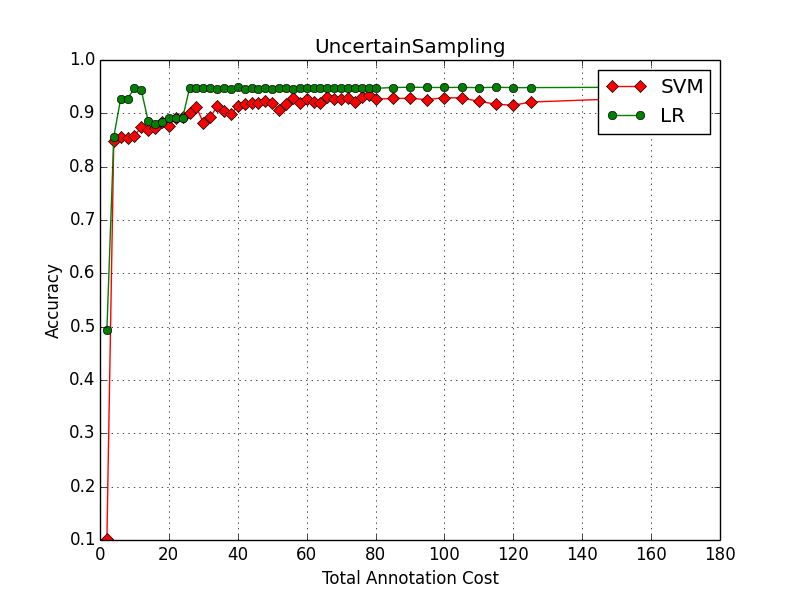 UncertainSampling
1.0
0.9
0.8
0.7
0.6
0.5
0.4
0.3
0.2
0.1
Accuracy
SVM
LR
0 20 40 60 80 100 120 140 160 180
Total Annotation Cost